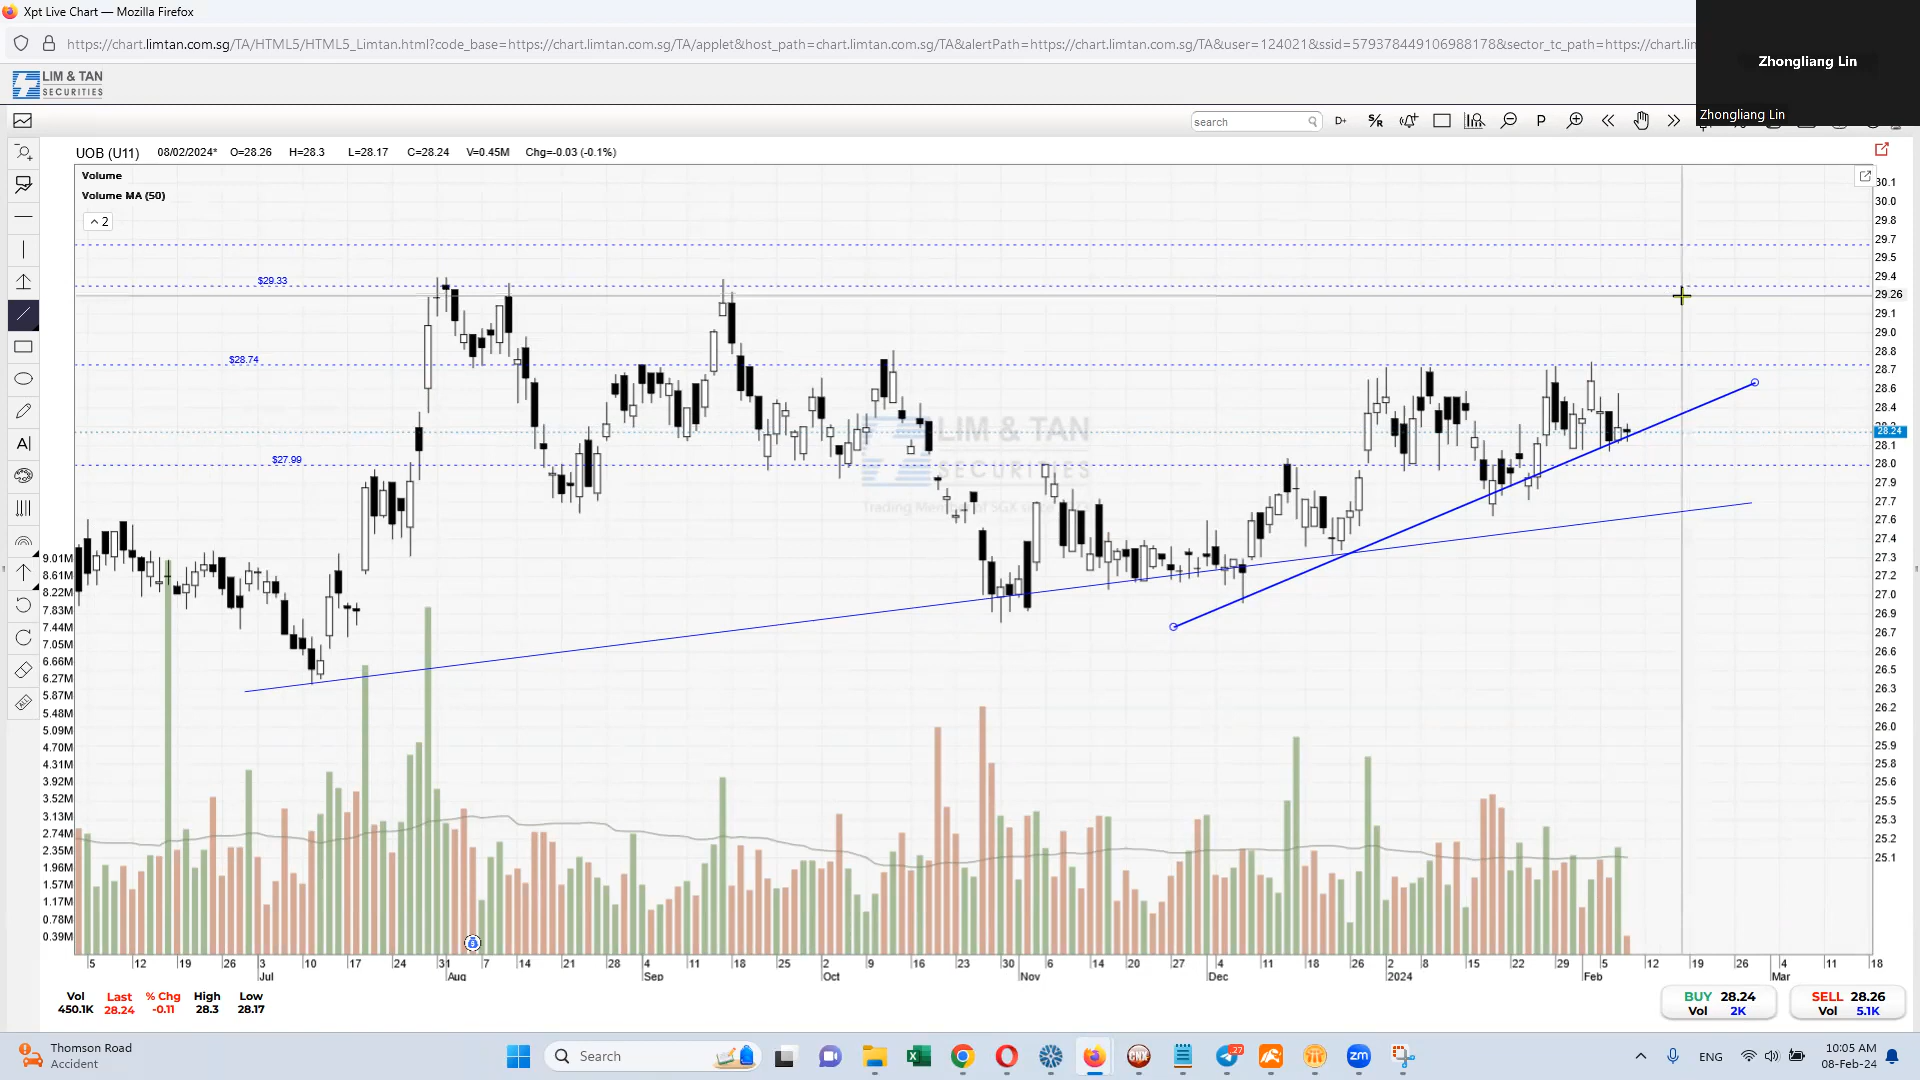 Xpt Live Chart — Mozilla Firefox
https://chart.limtan.com.sg/TA/HTML5/HTML5_Limtan.html?code_base=https://chart.limtan.com.sg/TA/applet&host_path=chart.limtan.com.sg/TA&alertPath=https://chart.limtan.com.sg/TA&user=124021&ssid=579378449106988178&sector_tc_path=https://chart.lim
Zhongliang Lin
Zhongliang Lin
LIM & TAN
SECURITIES
search
D+
S/R
P
UOB (U11) 08/02/2024* O=28.26 H=28.3 L=28.17 C=28.24 V=0.45M Chg=-0.03 (-0.1%)
Volume
Volume MA (50)
2
$29.33
$28.74
$27.99
LIM & TAN
SECURITIES
Trading Member of SGX since
30.1
30.0
29.8
29.7
29.5
29.4
29.26
29.1
29.0
28.8
28.7
28.6
28.4
28.24
28.1
28.0
27.9
27.7
27.6
27.4
27.3
27.2
27.0
26.9
26.7
26.6
26.5
26.3
26.2
26.0
25.9
25.8
25.6
25.5
25.3
25.2
25.1
9.01M
8.61M
8.22M
7.83M
7.44M
7.05M
6.66M
6.27M
5.87M
5.48M
5.09M
4.70M
4.31M
3.92M
3.52M
3.13M
2.74M
2.35M
1.96M
1.57M
1.17M
0.78M
0.39M
5 12 19 26 3 10 17 24 31 7 14 21 28 4 11 18 25 2 9 16 23 30 6 14 20 27 4 11 18 26 2 8 15 22 29 5 12 19 26 4 11 18
Jul Aug Sep Oct Nov Dec 2024 Feb Mar
Vol Last % Chg High Low
450.1K 28.24 -0.11 28.3 28.17
BUY 28.24
Vol 2K
SELL 28.26
Vol 5.1K
Thomson Road
Accident
Search
CNX
27
zm
ENG
10:05 AM
08-Feb-24